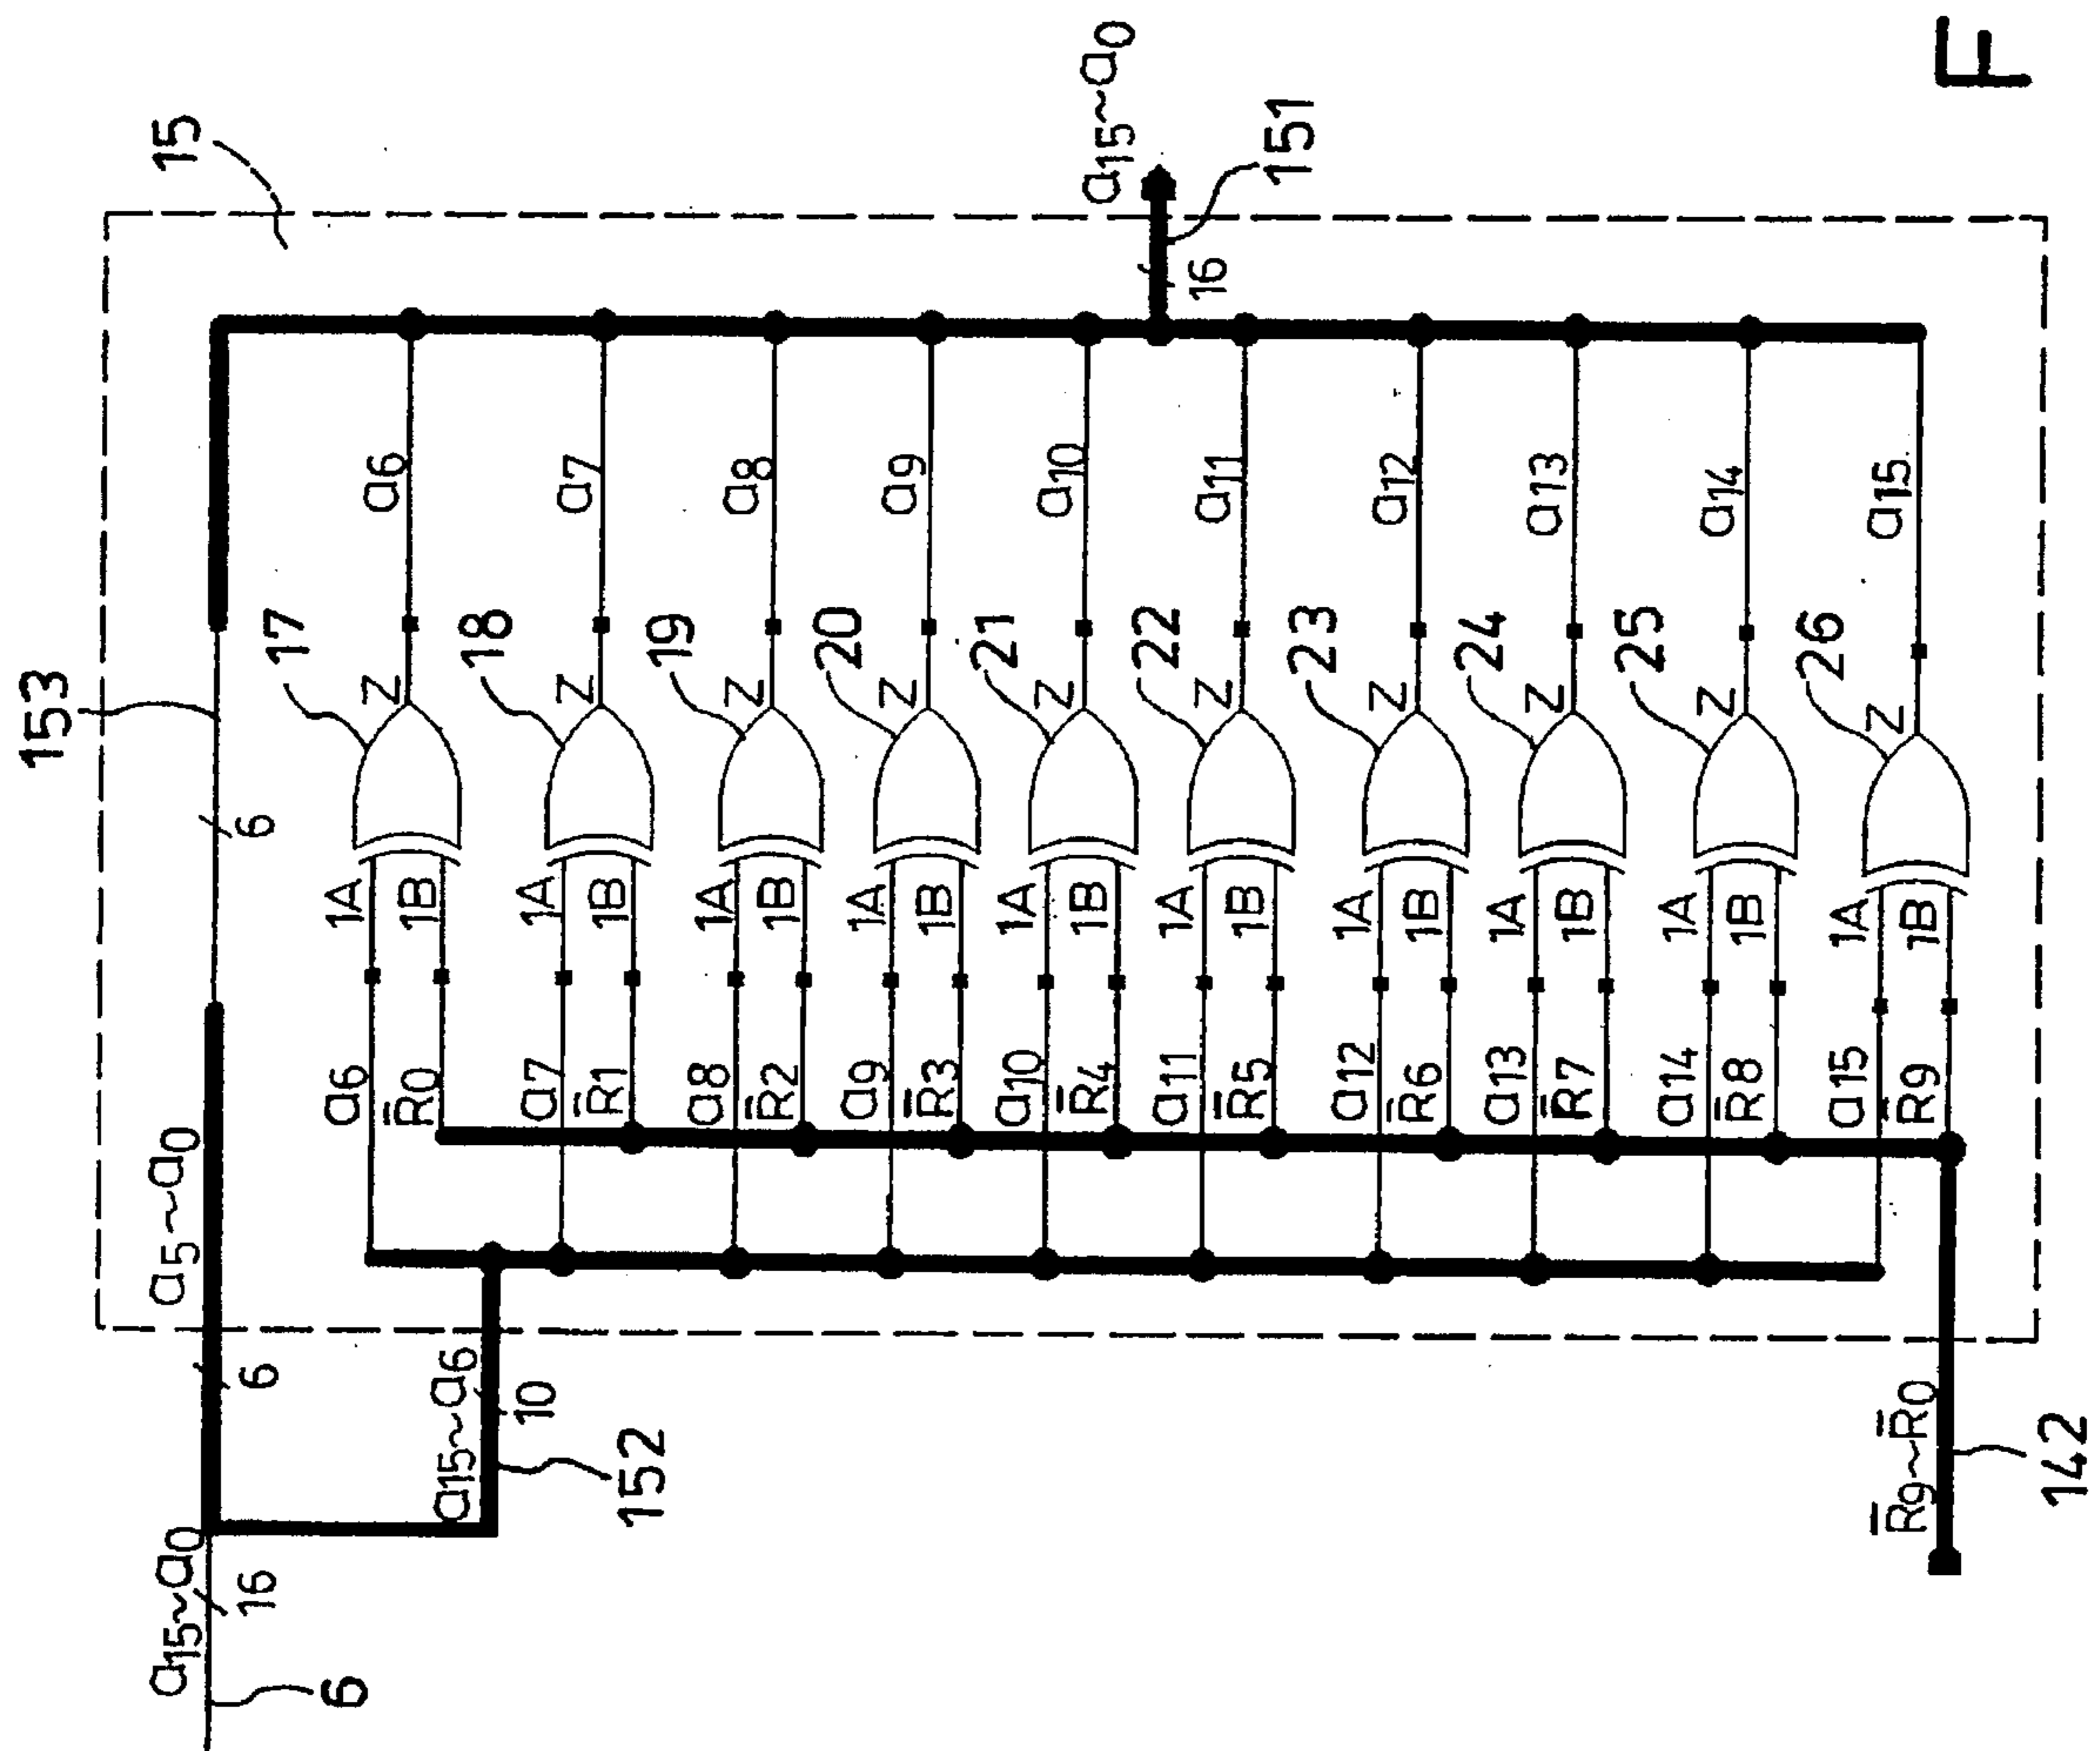 F
15
153
6
a5~a0
6
a15~a0
16
6
a15~a6
10
152
a6
R̅0
1A
1B
17
Z
a6
a7
R̅1
1A
1B
18
Z
a7
a8
R̅2
1A
1B
19
Z
a8
a9
R̅3
1A
1B
20
Z
a9
a10
R̅4
1A
1B
21
Z
a10
a15~a0
16
151
a11
R̅5
1A
1B
22
Z
a11
a12
R̅6
1A
1B
23
Z
a12
a13
R̅7
1A
1B
24
Z
a13
a14
R̅8
1A
1B
25
Z
a14
a15
R̅9
1A
1B
26
Z
a15
R̅9~R̅0
142